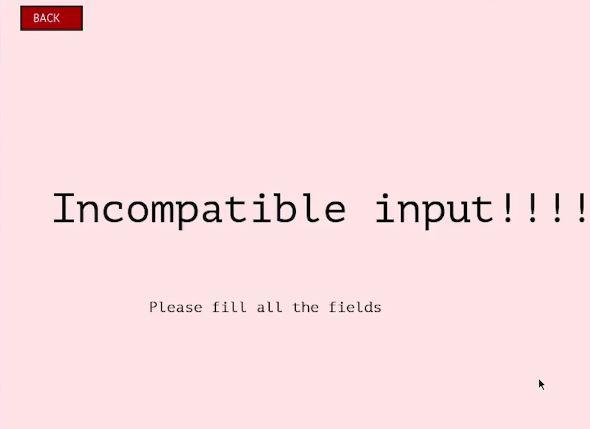 BACK
Incompatible input!!!!
Please fill all the fields